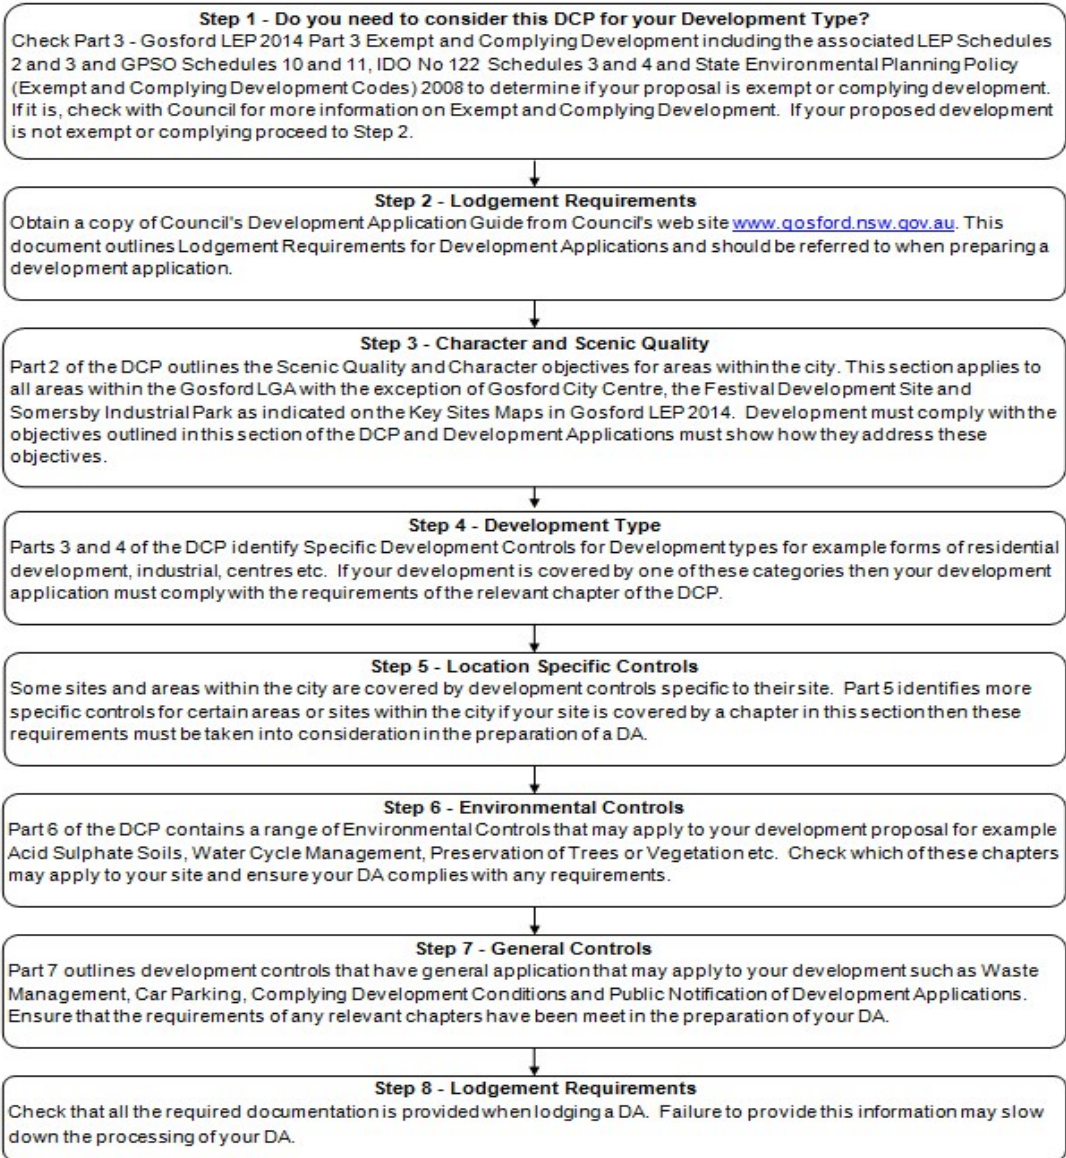 Step 1 - Do you need to consider this DCP for your Development Type?
Check Part 3 - Gosford LEP 2014 Part 3 Exempt and Complying Development including the associated LEP Schedules
2 and 3 and GPSO Schedules 10 and 11, IDO No 122 Schedules 3 and 4 and State Environmental Planning Policy
(Exempt and Complying Development Codes) 2008 to determine if your proposal is exempt or complying development.
If it is, check with Council for more information on Exempt and Complying Development. If your proposed development
is not exempt or complying proceed to Step 2.
Step 2 - Lodgement Requirements
Obtain a copy of Council's Development Application Guide from Council's web site www.gosford.nsw.gov.au. This
document outlines Lodgement Requirements for Development Applications and should be referred to when preparing a
development application.
Step 3 - Character and Scenic Quality
Part 2 of the DCP outlines the Scenic Quality and Character objectives for areas within the city. This section applies to
all areas within the Gosford LGA with the exception of Gosford City Centre, the Festival Development Site and
Somersby Industrial Park as indicated on the Key Sites Maps in Gosford LEP 2014. Development must comply with the
objectives outlined in this section of the DCP and Development Applications must show how they address these
objectives.
Step 4 - Development Type
Parts 3 and 4 of the DCP identify Specific Development Controls for Development types for example forms of residential
development, industrial, centres etc. If your development is covered by one of these categories then your development
application must comply with the requirements of the relevant chapter of the DCP.
Step 5 - Location Specific Controls
Some sites and areas within the city are covered by development controls specific to their site. Part 5 identifies more
specific controls for certain areas or sites within the city if your site is covered by a chapter in this section then these
requirements must be taken into consideration in the preparation of a DA.
Step 6 - Environmental Controls
Part 6 of the DCP contains a range of Environmental Controls that may apply to your development proposal for example
Acid Sulphate Soils, Water Cycle Management, Preservation of Trees or Vegetation etc. Check which of these chapters
may apply to your site and ensure your DA complies with any requirements.
Step 7 - General Controls
Part 7 outlines development controls that have general application that may apply to your development such as Waste
Management, Car Parking, Complying Development Conditions and Public Notification of Development Applications.
Ensure that the requirements of any relevant chapters have been meet in the preparation of your DA.
Step 8 - Lodgement Requirements
Check that all the required documentation is provided when lodging a DA. Failure to provide this information may slow
down the processing of your DA.